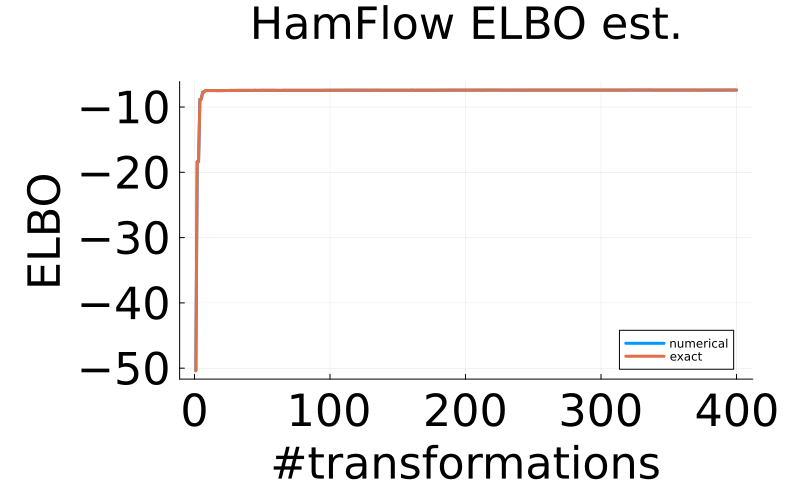 HamFlow ELBO est.
ELBO
−10
−20
−30
−40
−50
numerical
exact
0 100 200 300 400
#transformations